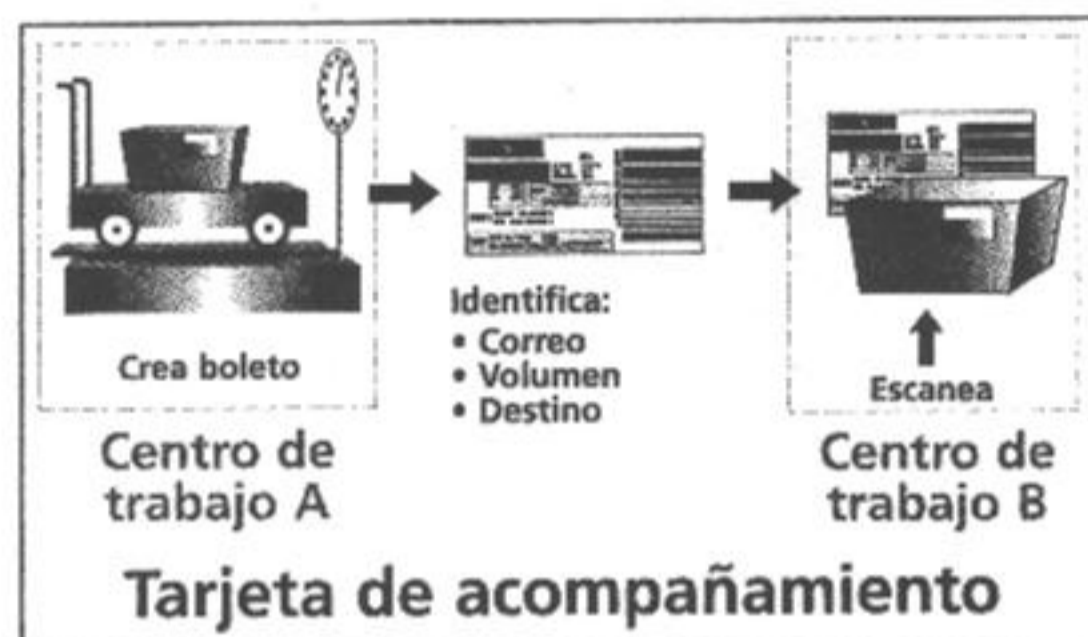 Crea boleto
Centro de
trabajo A
Identifica:
• Correo
• Volumen
• Destino
Escanea
Centro de
trabajo B
Tarjeta de acompañamiento